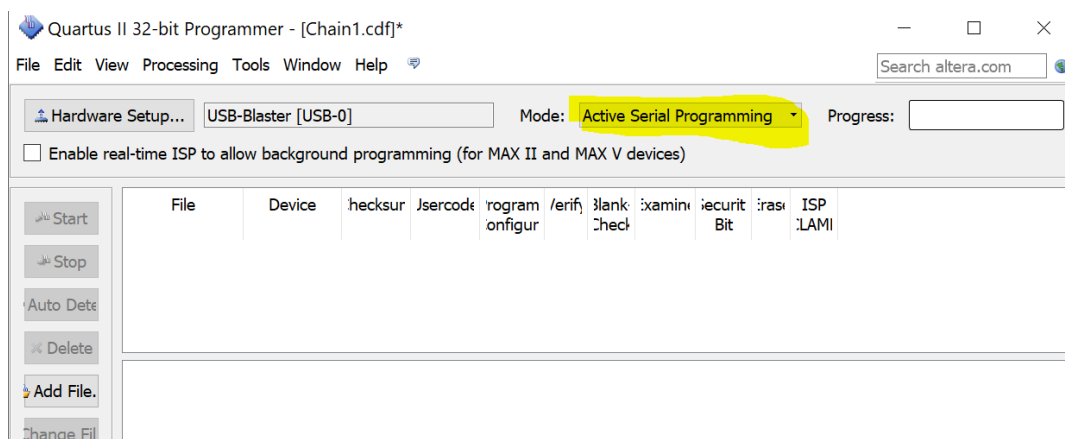 Quartus II 32-bit Programmer - [Chain1.cdf]*
File Edit View Processing Tools Window Help
Search altera.com
Hardware Setup... USB-Blaster [USB-0] Mode: Active Serial Programming Progress:
Enable real-time ISP to allow background programming (for MAX II and MAX V devices)
File Device
ISP
Bit
Start
Stop
Auto
Delete
Add File.